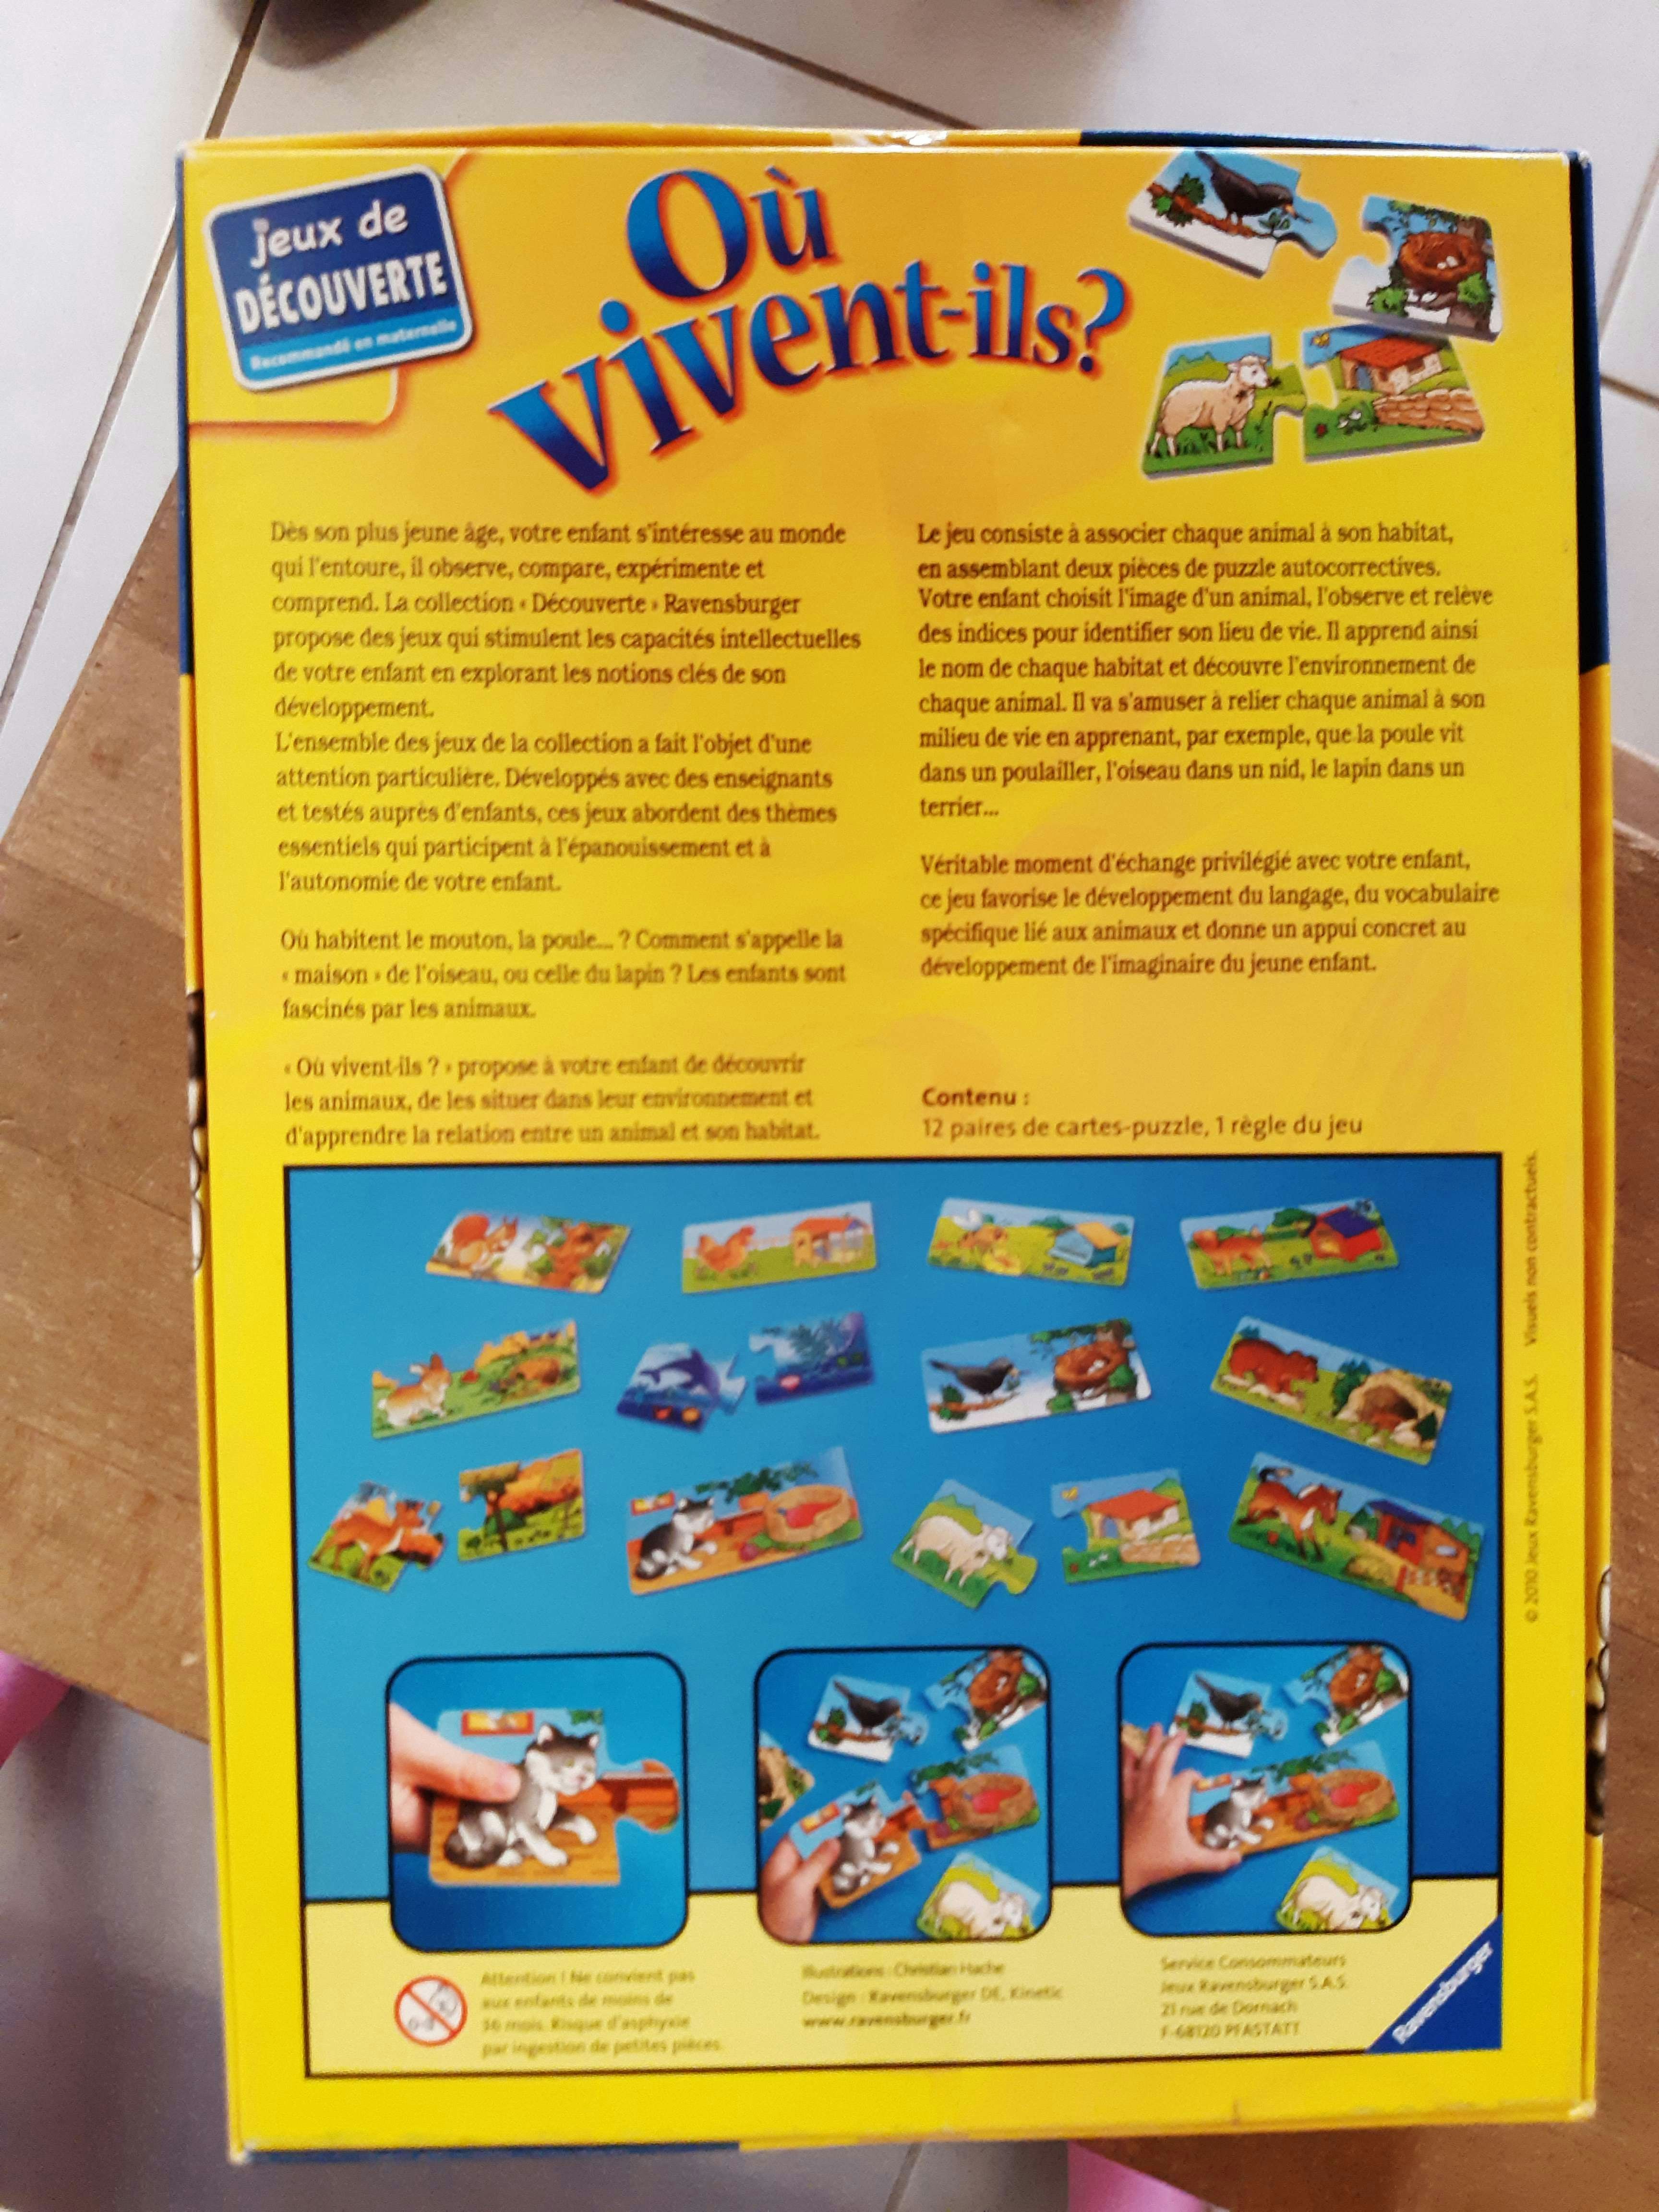 jeux de
DÉCOUVERTE
Recommandé en maternelle
Où
vivent-ils?
Dès son plus jeune âge, votre enfant s'intéresse au monde
qui l'entoure, il observe, compare, expérimente et
comprend. La collection « Découverte » Ravensburger
propose des jeux qui stimulent les capacités intellectuelles
de votre enfant en explorant les notions clés de son
développement.
L'ensemble des jeux de la collection a fait l'objet d'une
attention particulière. Développés avec des enseignants
et testés auprès d'enfants, ces jeux abordent des thèmes
essentiels qui participent à l'épanouissement et à
l'autonomie de votre enfant.
Où habitent le mouton, la poule... ? Comment s'appelle la
« maison » de l'oiseau, ou celle du lapin ? Les enfants sont
fascinés par les animaux.
« Où vivent-ils ? » propose à votre enfant de découvrir
les animaux, de les situer dans leur environnement et
d'apprendre la relation entre un animal et son habitat.
Le jeu consiste à associer chaque animal à son habitat,
en assemblant deux pièces de puzzle autocorrectives.
Votre enfant choisit l'image d'un animal, l'observe et relève
des indices pour identifier son lieu de vie. Il apprend ainsi
le nom de chaque habitat et découvre l'environnement de
chaque animal. Il va s'amuser à relier chaque animal à son
milieu de vie en apprenant, par exemple, que la poule vit
dans un poulailler, l'oiseau dans un nid, le lapin dans un
terrier...
Véritable moment d'échange privilégié avec votre enfant,
ce jeu favorise le développement du langage, du vocabulaire
spécifique lié aux animaux et donne un appui concret au
développement de l'imaginaire du jeune enfant.
Contenu :
12 paires de cartes-puzzle, 1 règle du jeu
© 2010 Jeux Ravensburger S.A.S. Visuels non contractuels.
0-3
Attention ! Ne convient pas
aux enfants de moins de
36 mois. Risque d'asphyxie
par ingestion de petites pièces.
Illustrations : Christian Hache
Design : Ravensburger DE, Kinetic
www.ravensburger.fr
Service Consommateurs
Jeux Ravensburger S.A.S.
21 rue de Dornach
F-68120 PFASTATT
Ravensburger